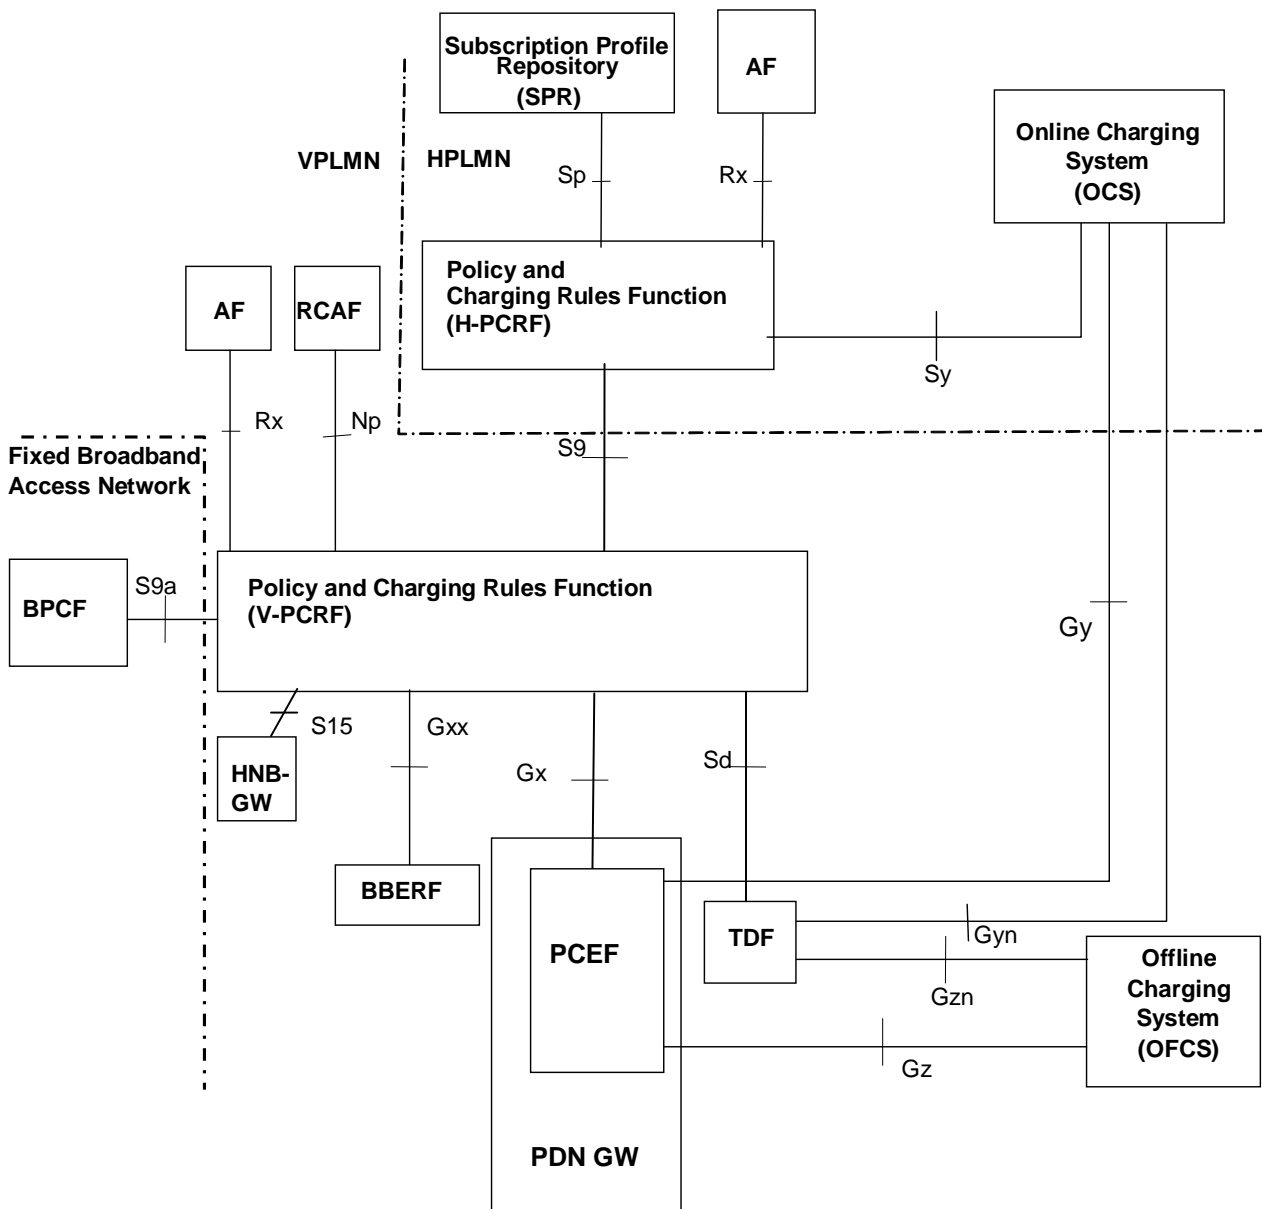 Subscription Profile
Repository
(SPR)
AF
Online Charging
System
(OCS)
VPLMN
HPLMN
Sp
Rx
Policy and
Charging Rules Function
(H-PCRF)
AF
RCAF
Sy
Rx
Np
S9
Fixed Broadband
Access Network
BPCF
S9a
Policy and Charging Rules Function
(V-PCRF)
Gy
S15
Gxx
Gx
Sd
HNB-
GW
BBERF
PCEF
TDF
Gyn
Gzn
Offline
Charging
System
(OFCS)
Gz
PDN GW